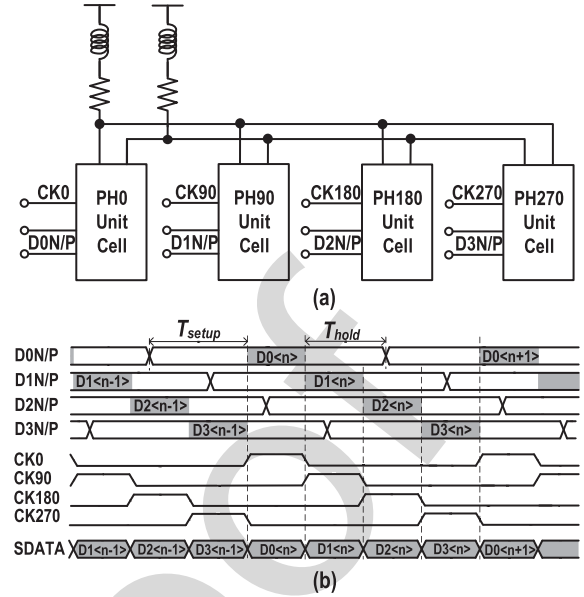 CK0 PH0 Unit Cell D0N/P
CK90 PH90 Unit Cell D1N/P
CK180 PH180 Unit Cell D2N/P
CK270 PH270 Unit Cell D3N/P
(a)
Tsetup Thold
D0N/P D0<n> D0<n+1>
D1N/P D1<n-1> D1<n>
D2N/P D2<n-1> D2<n>
D3N/P D3<n-1> D3<n>
CK0
CK90
CK180
CK270
SDATA D1<n-1> D2<n-1> D3<n-1> D0<n> D1<n> D2<n> D3<n> D0<n+1>
(b)